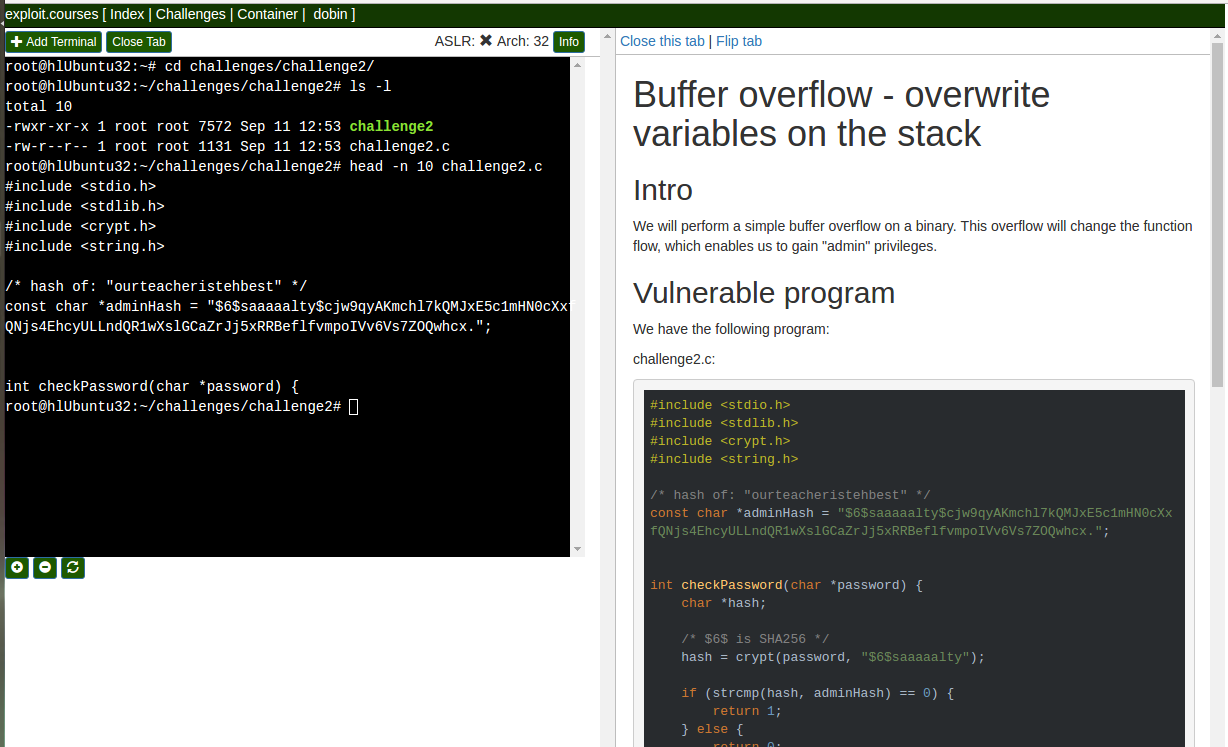 exploit.courses [ Index | Challenges | Container | dobin ]
Add Terminal Close Tab ASLR: ✖ Arch: 32 Info
root@hlUbuntu32:~# cd challenges/challenge2/
root@hlUbuntu32:~/challenges/challenge2# ls -l
total 10
-rwxr-xr-x 1 root root 7572 Sep 11 12:53 challenge2
-rw-r--r-- 1 root root 1131 Sep 11 12:53 challenge2.c
root@hlUbuntu32:~/challenges/challenge2# head -n 10 challenge2.c
#include <stdio.h>
#include <stdlib.h>
#include <crypt.h>
#include <string.h>
/* hash of: "ourteacheristehbest" */
const char *adminHash = "$6$saaaaalty$cjw9qyAKmchl7kQMJxE5c1mHN0cXx
QNjs4EhcyULLndQR1wXslGCaZrJj5xRRBeflfvmpoIVv6Vs7ZOQwhcx.";
int checkPassword(char *password) {
root@hlUbuntu32:~/challenges/challenge2#
Close this tab | Flip tab
Buffer overflow - overwrite
variables on the stack
Intro
We will perform a simple buffer overflow on a binary. This overflow will change the function
flow, which enables us to gain "admin" privileges.
Vulnerable program
We have the following program:
challenge2.c:
#include <stdio.h>
#include <stdlib.h>
#include <crypt.h>
#include <string.h>
/* hash of: "ourteacheristehbest" */
const char *adminHash = "$6$saaaaalty$cjw9qyAKmchl7kQMJxE5c1mHN0cXx
fQNjs4EhcyULLndQR1wXslGCaZrJj5xRRBeflfvmpoIVv6Vs7ZOQwhcx.";
int checkPassword(char *password) {
char *hash;
/* $6$ is SHA256 */
hash = crypt(password, "$6$saaaaalty");
if (strcmp(hash, adminHash) == 0) {
return 1;
} else {
return 0;